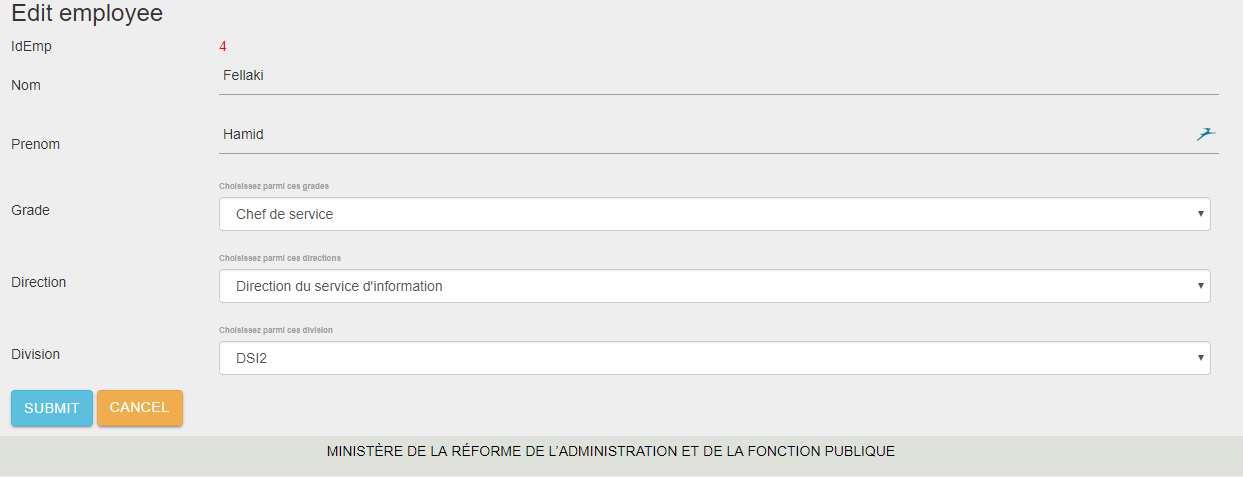 Edit employee
IdEmp 4
Nom Fellaki
Prenom Hamid
Choisissez parmi ces grades
Grade Chef de service
Choisissez parmi ces directions
Direction Direction du service d'information
Choisissez parmi ces division
Division DSI2
SUBMIT CANCEL
MINISTÈRE DE LA RÉFORME DE L'ADMINISTRATION ET DE LA FONCTION PUBLIQUE